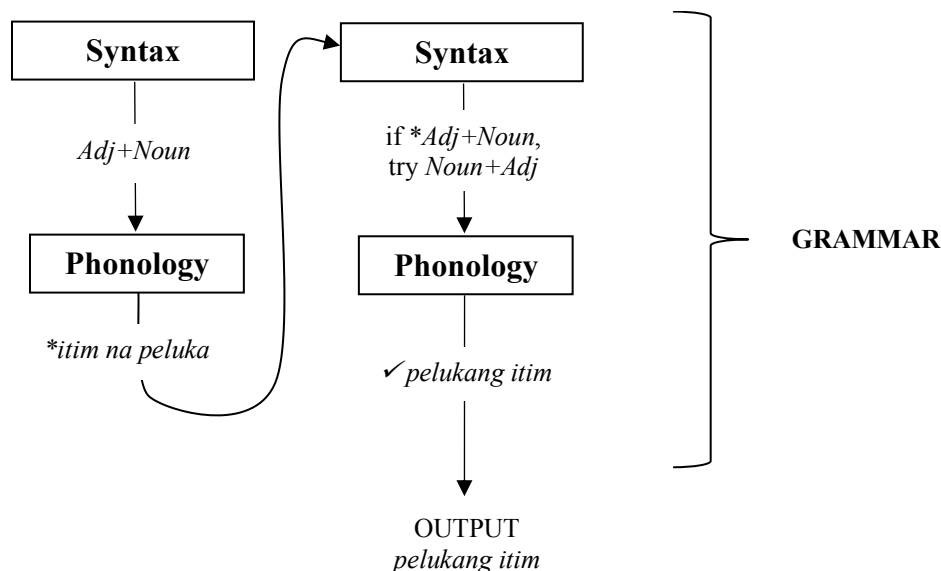 Syntax
Adj+Noun
Phonology
*itim na peluka
Syntax
if *Adj+Noun,
try Noun+Adj
Phonology
✓ pelukang itim
OUTPUT
pelukang itim
GRAMMAR